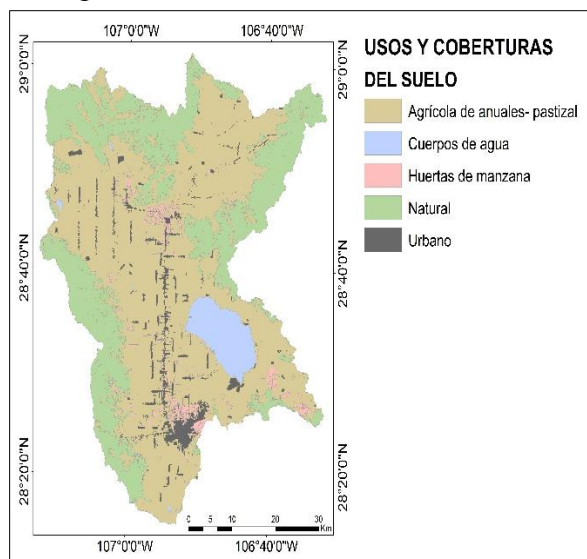 107°0'0"W 106°40'0"W
29°0'0"N
29°0'0"N
28°40'0"N
28°40'0"N
28°20'0"N
28°20'0"N
USOS Y COBERTURAS
DEL SUELO
Agrícola de anuales- pastizal
Cuerpos de agua
Huertas de manzana
Natural
Urbano
0 5 10 20 30
Km
107°0'0"W 106°40'0"W